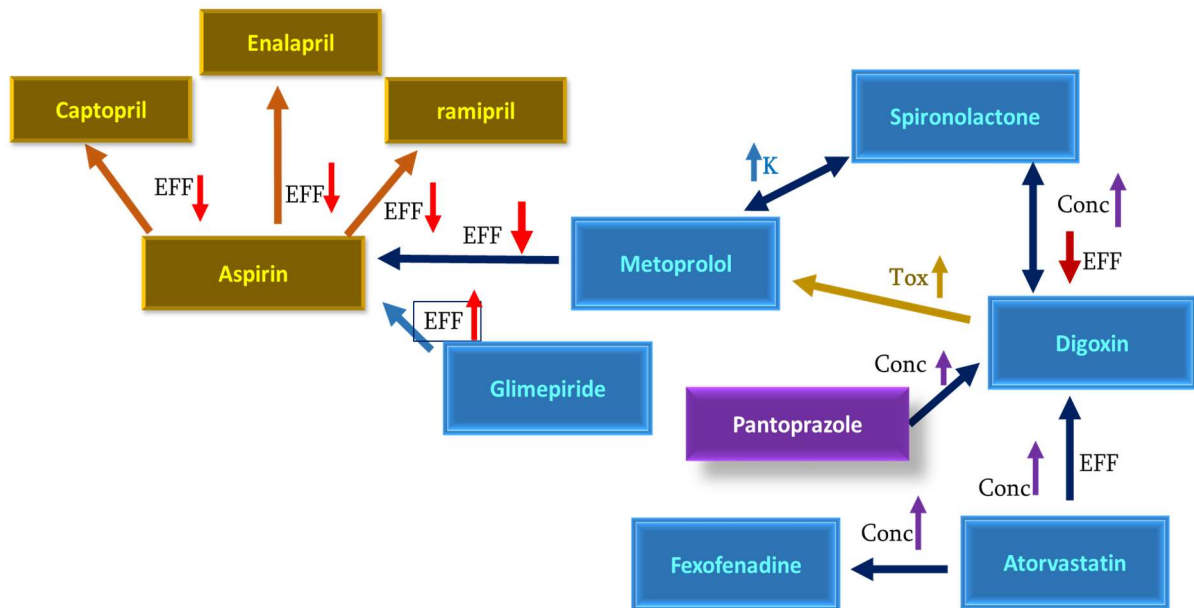 Enalapril
Captopril
ramipril
Spironolactone
K
EFF
EFF
EFF
EFF
Conc
EFF
Aspirin
Metoprolol
Tox
EFF
Digoxin
Glimepiride
Conc
Pantoprazole
Conc
EFF
Conc
Fexofenadine
Atorvastatin